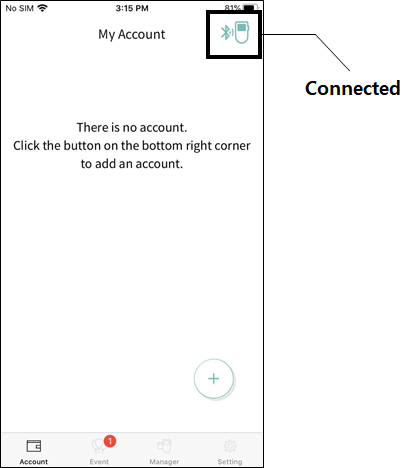 No SIM 3:15 PM 81%
My Account
Connected
There is no account.
Click the button on the bottom right corner
to add an account.
+
1
Account Event Manager Setting